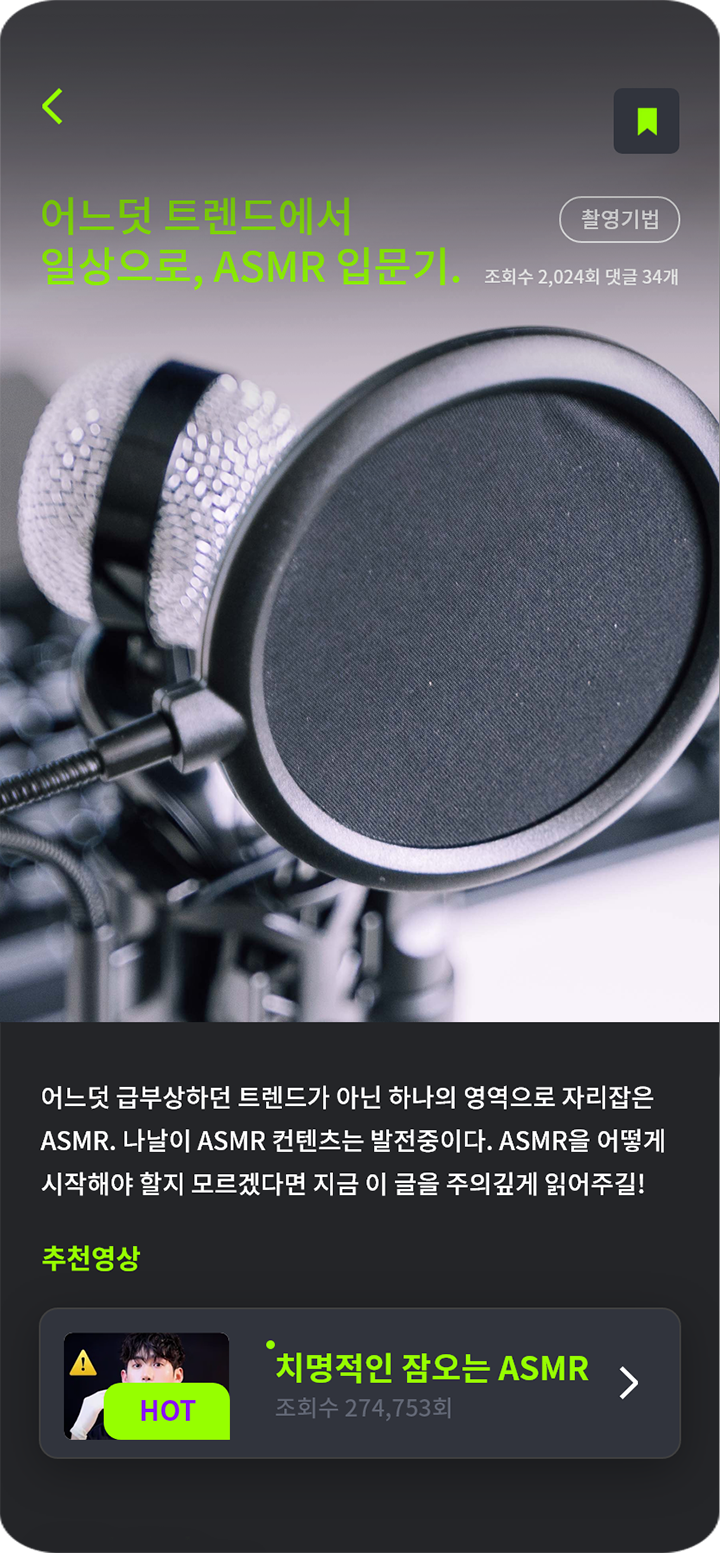 어느덧 트렌드에서
일상으로, ASMR 입문기.
촬영기법
조회수 2,024회 댓글 34개
어느덧 급부상하던 트렌드가 아닌 하나의 영역으로 자리잡은
ASMR. 나날이 ASMR 컨텐츠는 발전중이다. ASMR을 어떻게
시작해야 할지 모르겠다면 지금 이 글을 주의깊게 읽어주길!
추천영상
HOT
치명적인 잠오는 ASMR
조회수 274,753회